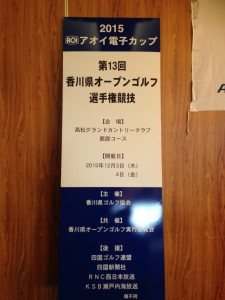 2015
AOI アオイ電子カップ
第13回
香川県オープンゴルフ
選手権競技
【会 場】
高松グランドカントリークラブ
【開催日】
2015年12月3日(木)
4日(金)
【主 催】
香川県ゴルフ協会
【共 催】
香川県オープンゴルフ実行委員会
【後 援】
四国ゴルフ連盟
四国新聞社
RNC西日本放送
KSB瀬戸内海放送
順不同